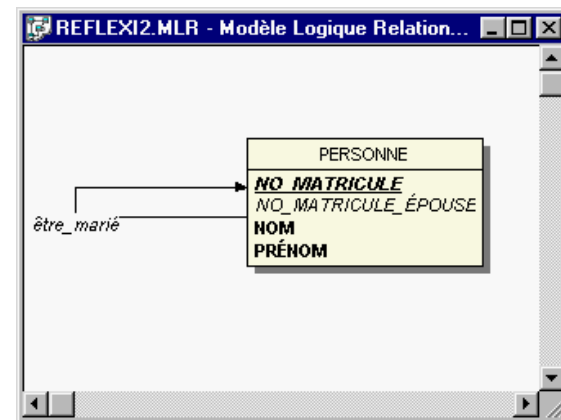 REFLEXI2.MLR - Modèle Logique Relation...
PERSONNE
NO_MATRICULE
NO_MATRICULE_ÉPOUSE
être_marié
NOM
PRÉNOM